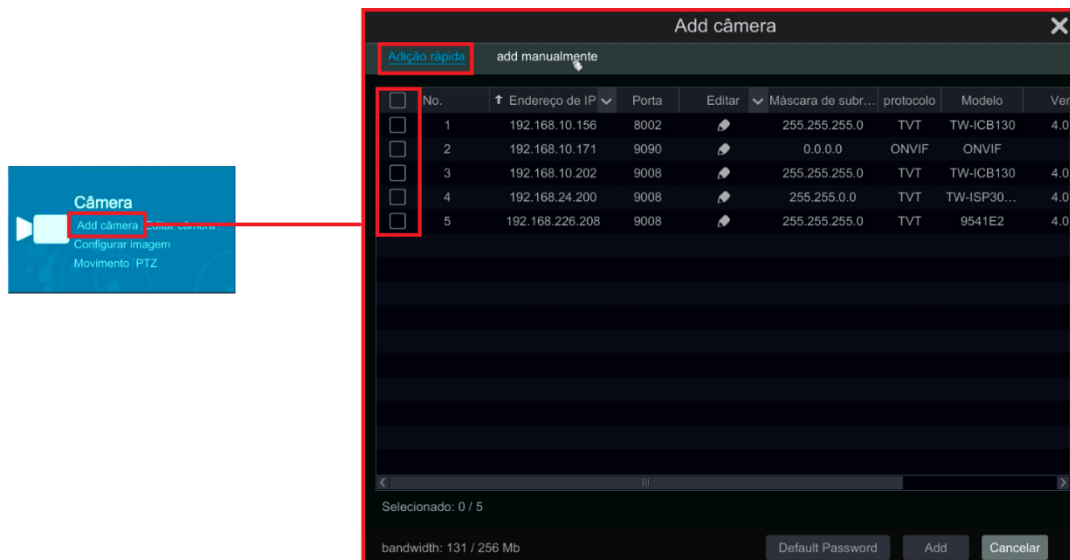 Add câmera
Adição rápida add manualmente
No. Endereço de IP Porta Editar Máscara de subr... protocolo Modelo Ver
1 192.168.10.156 8002 255.255.255.0 TVT TW-ICB130 4.0
2 192.168.10.171 9090 0.0.0.0 ONVIF ONVIF
3 192.168.10.202 9008 255.255.255.0 TVT TW-ICB130 4.0
4 192.168.24.200 9008 255.255.0.0 TVT TW-ISP30... 4.0
5 192.168.226.208 9008 255.255.255.0 TVT 9541E2 4.0
Câmera
Add câmera Editar câmera
Configurar imagem
Movimento PTZ
Selecionado: 0 / 5
bandwidth: 131 / 256 Mb Default Password Add Cancelar